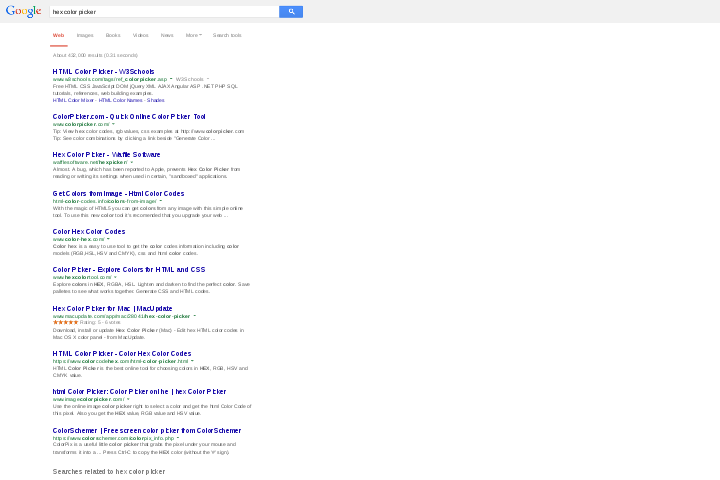 Google
hex color picker
Web Images Books Videos News More Search tools
About 432,000 results (0.31 seconds)
HTML Color Picker - W3Schools
www.w3schools.com/tags/ref_colorpicker.asp W3Schools
Free HTML CSS JavaScript DOM jQuery XML AJAX Angular ASP .NET PHP SQL
tutorials, references, web building examples.
HTML Color Mixer - HTML Color Names - Shades
ColorPicker.com - Quick Online Color Picker Tool
www.colorpicker.com/
Tip: View hex color codes, rgb values, css examples at http://www.colorpicker.com
Tip: See color combinations by clicking a link beside "Generate Color ...
Hex Color Picker - Waffle Software
wafflesoftware.net/hexpicker/
Almost. A bug, which has been reported to Apple, prevents Hex Color Picker from
reading or writing its settings when used in certain, "sandboxed" applications.
Get Colors from Image - Html Color Codes
html-color-codes.info/colors-from-image/
With the magic of HTML5 you can get colors from any image with this simple online
tool. To use this new color tool it's recomended that you upgrade your web ...
Color Hex Color Codes
www.color-hex.com/
Color hex is a easy to use tool to get the color codes information including color
models (RGB,HSL,HSV and CMYK), css and html color codes.
Color Picker - Explore Colors for HTML and CSS
www.hexcolortool.com/
Explore colors in HEX, RGBA, HSL. Lighten and darken to find the perfect color. Save
palletes to see what works together. Generate CSS and HTML codes.
Hex Color Picker for Mac | MacUpdate
www.macupdate.com/app/mac/28041/hex-color-picker
Rating: 5 - 6 votes
Download, install or update Hex Color Picker (Mac) - Edit hex HTML color codes in
Mac OS X color panel - from MacUpdate.
HTML Color Picker - Color Hex Color Codes
https://www.colorcodehex.com/html-color-picker.html
HTML Color Picker is the best online tool for choosing colors in HEX, RGB, HSV and
CMYK value.
html Color Picker: Color Picker online | hex Color Picker
www.imagecolorpicker.com/
Use the online image color picker right to select a color and get the html Color Code of
this pixel. Also you get the HEX value, RGB value and HSV value.
ColorSchemer | Free screen color picker from ColorSchemer
https://www.colorschemer.com/colorpix_info.php
ColorPix is a useful little color picker that grabs the pixel under your mouse and
transforms it into a ... Press Ctrl-C to copy the HEX color (without the '#' sign).
Searches related to hex color picker